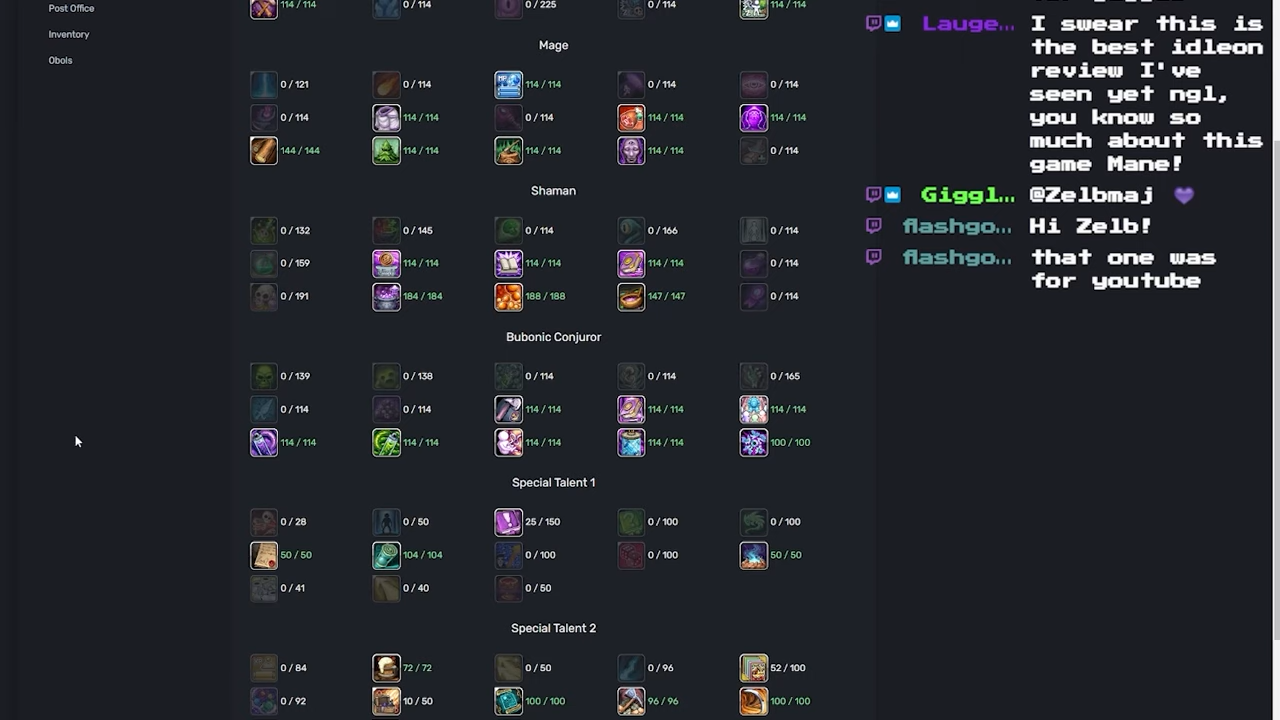 Post Office
Inventory
Obols
114 / 114 0 / 114 0 / 225 0 / 114 114 / 114
Mage
0 / 121 0 / 114 114 / 114 0 / 114 0 / 114
0 / 114 114 / 114 0 / 114 114 / 114 114 / 114
144 / 144 114 / 114 114 / 114 114 / 114 0 / 114
Shaman
0 / 132 0 / 145 0 / 114 0 / 166 0 / 114
0 / 159 114 / 114 114 / 114 114 / 114 0 / 114
0 / 191 184 / 184 188 / 188 147 / 147 0 / 114
Bubonic Conjuror
0 / 139 0 / 138 0 / 114 0 / 114 0 / 165
0 / 114 0 / 114 114 / 114 114 / 114 114 / 114
114 / 114 114 / 114 114 / 114 114 / 114 100 / 100
Special Talent 1
0 / 28 0 / 50 25 / 150 0 / 100 0 / 100
50 / 50 104 / 104 0 / 100 0 / 100 50 / 50
0 / 41 0 / 40 0 / 50
Special Talent 2
0 / 84 72 / 72 0 / 50 0 / 96 52 / 100
0 / 92 10 / 50 100 / 100 96 / 96 100 / 100
Lauge... I swear this is
the best idleon
review I've
seen yet ngl,
you know so
much about this
game Mane!
Giggl... @Zelbmaj
flashgo... Hi Zelb!
flashgo... that one was
for youtube